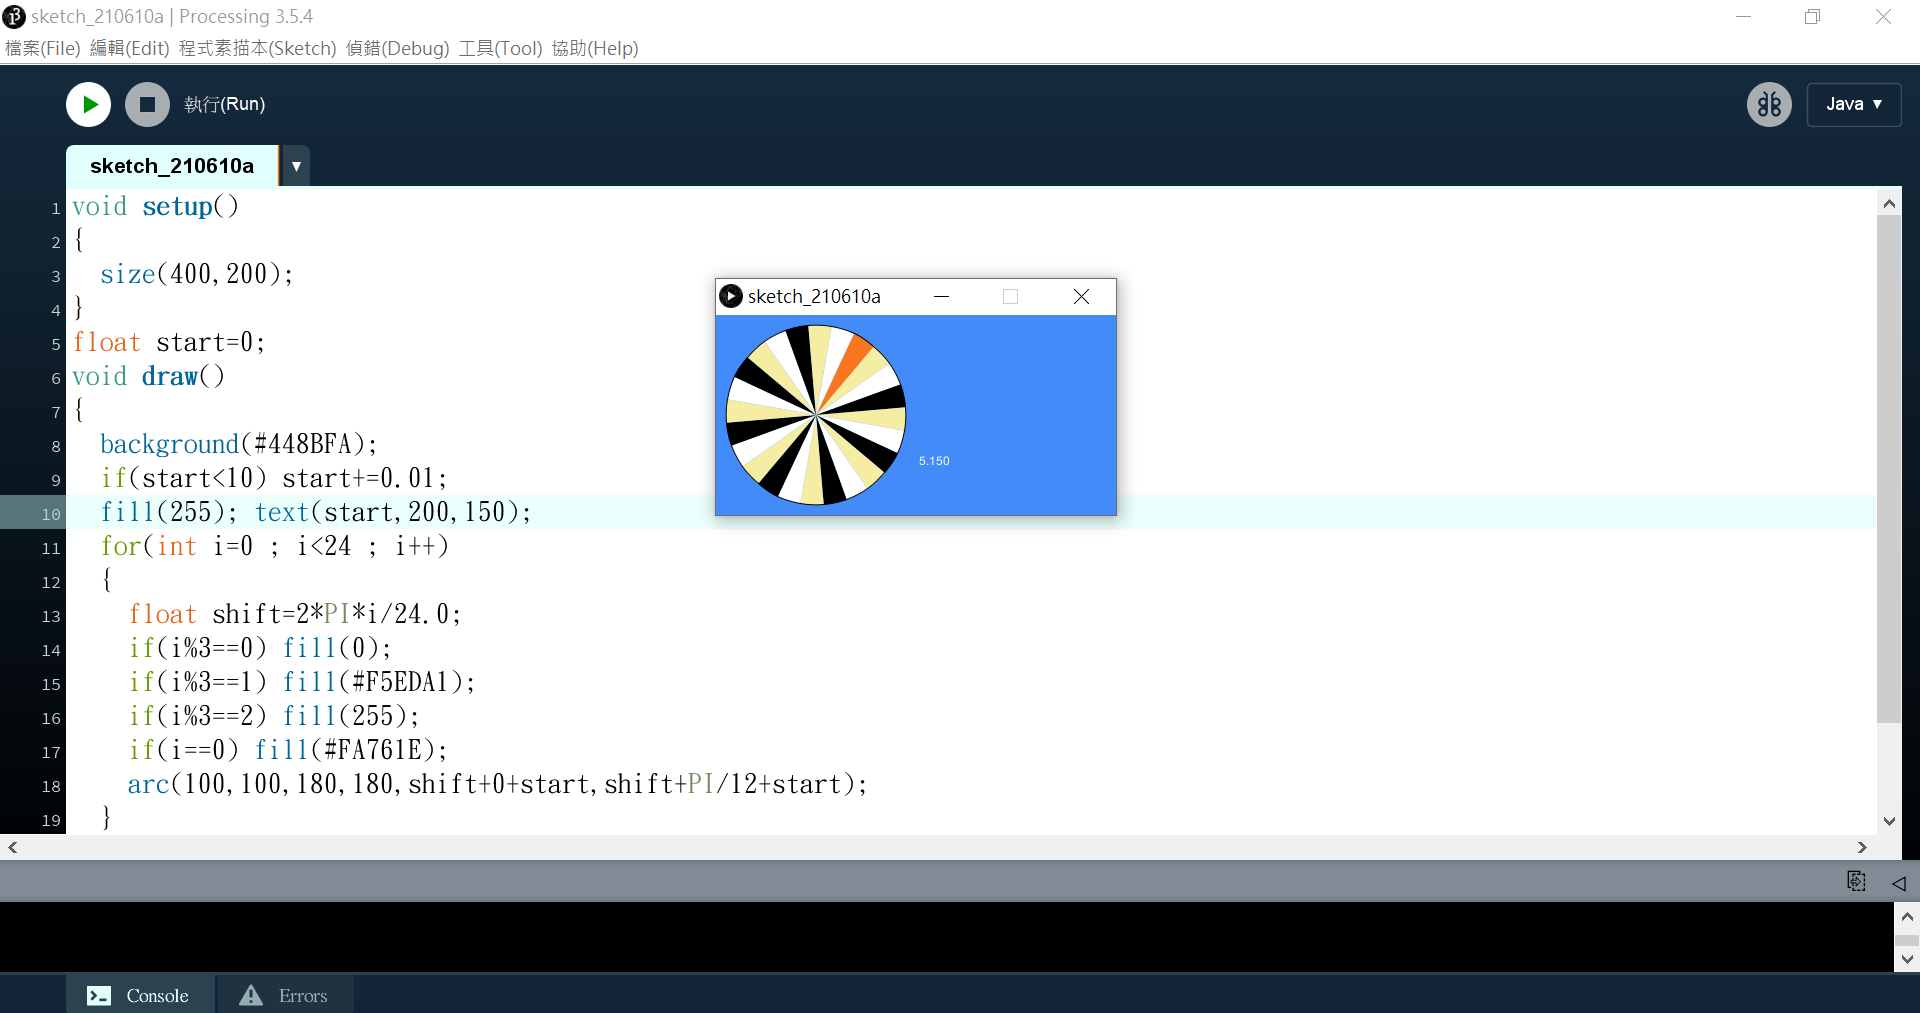 sketch_210610a | Processing 3.5.4
檔案(File) 編輯(Edit) 程式素描本(Sketch) 偵錯(Debug) 工具(Tool) 協助(Help)
執行(Run)
Java ▼
sketch_210610a ▼
1 void setup()
2 {
3   size(400,200);
4 }
5 float start=0;
6 void draw()
7 {
8   background(#448BFA);
9   if(start<10) start+=0.01;
10   fill(255); text(start,200,150);
11   for(int i=0 ; i<24 ; i++)
12   {
13     float shift=2*PI*i/24.0;
14     if(i%3==0) fill(0);
15     if(i%3==1) fill(#F5EDA1);
16     if(i%3==2) fill(255);
17     if(i==0) fill(#FA761E);
18     arc(100,100,180,180,shift+0+start,shift+PI/12+start);
19   }
sketch_210610a
5.150
Console
Errors